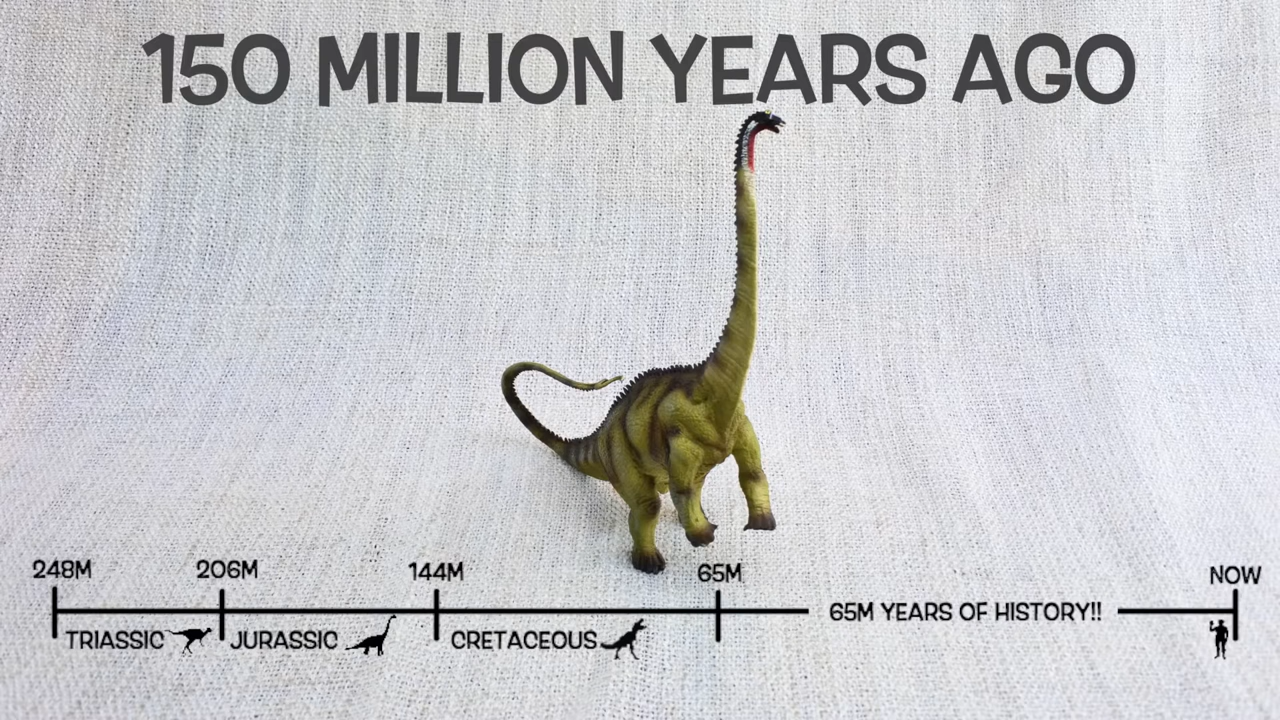 150 MILLION YEARS AGO
248M 206M 144M 65M NOW
65M YEARS OF HISTORY!!
TRIASSIC JURASSIC CRETACEOUS